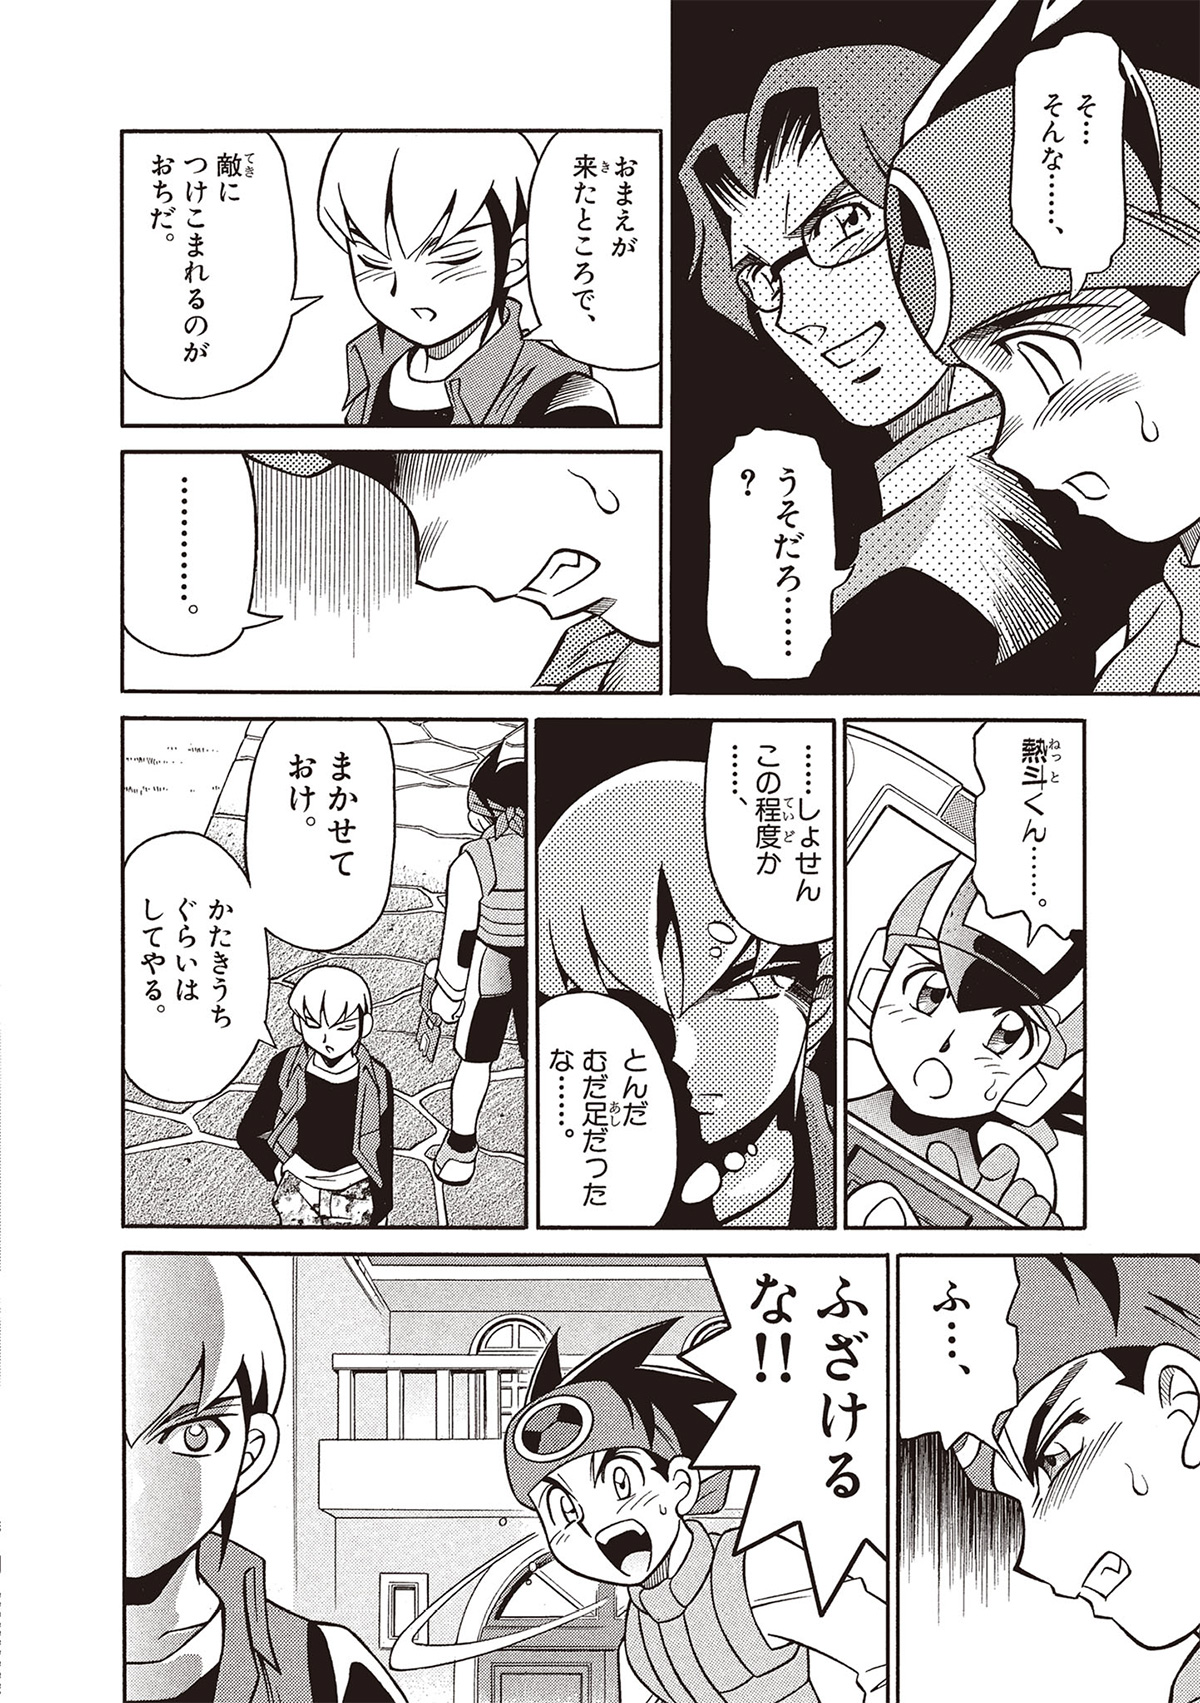 そ…
そんな……、
うそだろ……
？
おまえが
来たところで、
敵に
つけこまれるのが
おちだ。
…………。
熱斗くん……。
……しょせん
この程度か
……、
とんだ
むだ足だった
な……。
まかせて
おけ。
かたきうち
ぐらいは
してやる。
ふ…、
ふざける
な!!